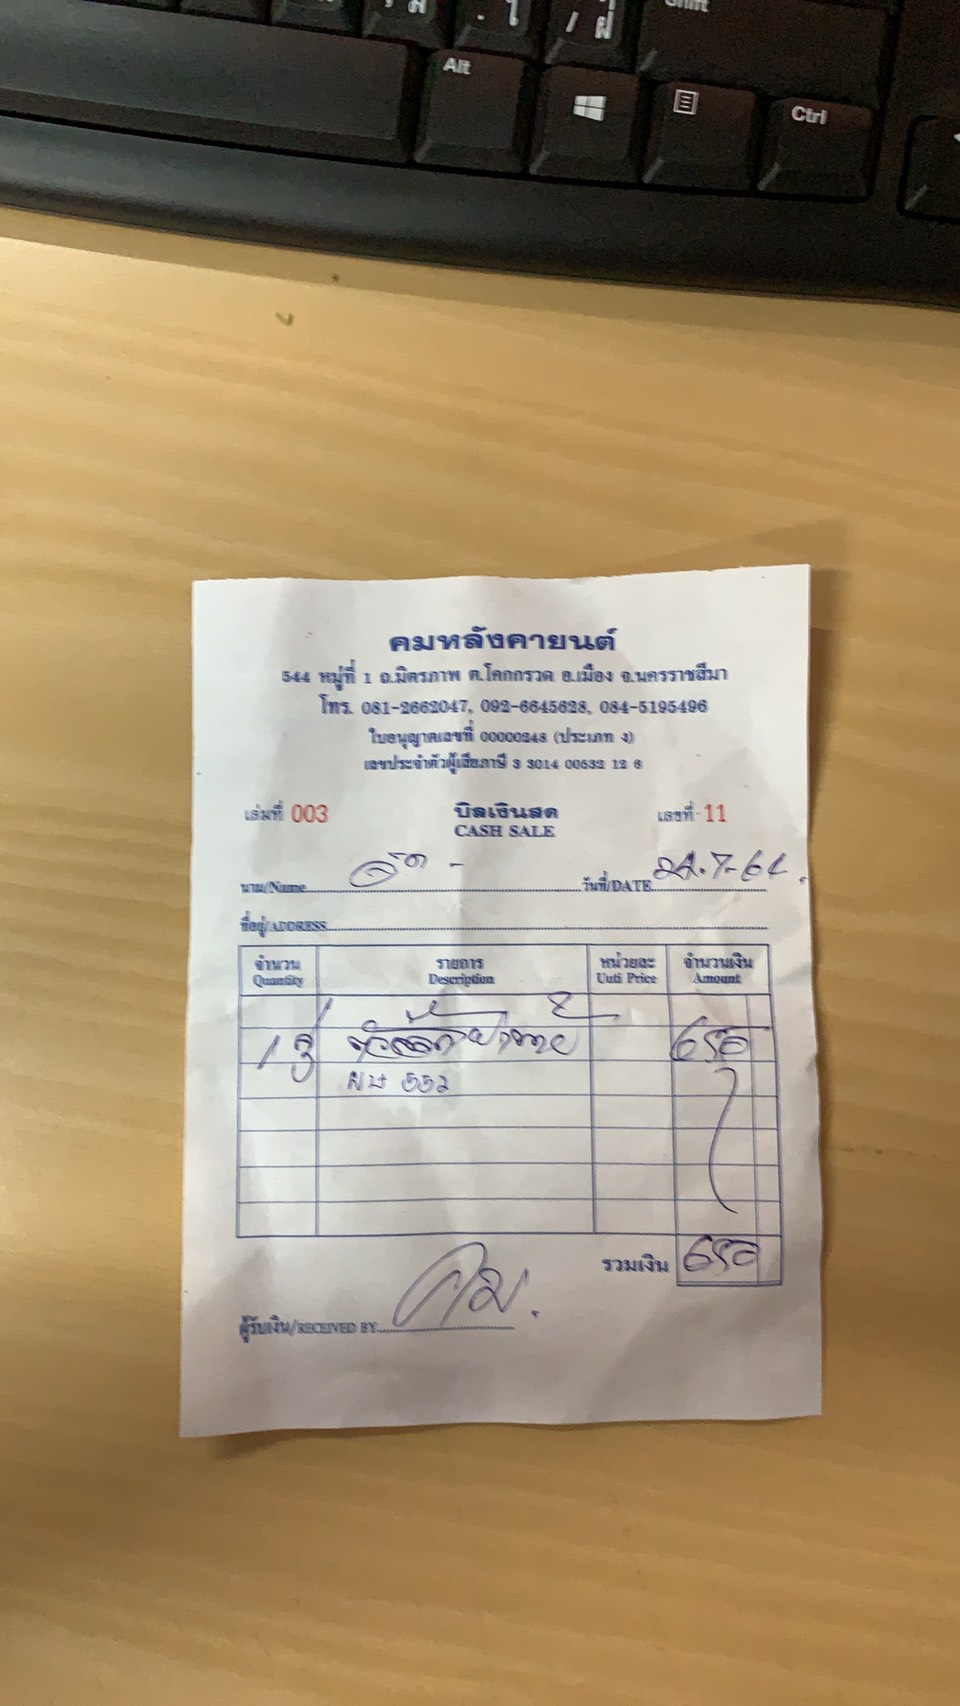 Shift
Alt
Ctrl
คมหลังคายนต์
544 หมู่ที่ 1 ถ.มิตรภาพ ต.โคกกรวด อ.เมือง จ.นครราชสีมา
โทร. 081-2662047, 092-6645628, 084-5195496
ใบอนุญาตเลขที่ 00000248 (ประเภท ง)
เลขประจำตัวผู้เสียภาษี 3 3014 00532 12 6
เล่มที่ 003 บิลเงินสด เลขที่ 11
CASH SALE
นาม/Name วันที่/DATE
ที่อยู่/ADDRESS
จำนวน รายการ หน่วยละ จำนวนเงิน
Quantity Description Uuti Price Amount
1 650
552
รวมเงิน 650
ผู้รับเงิน/RECEIVED BY คม